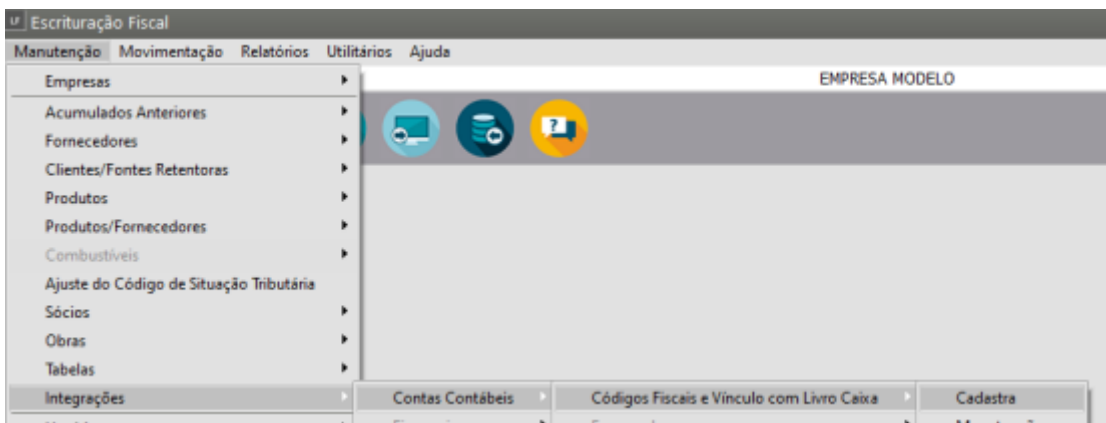 Escrituração Fiscal
Manutenção Movimentação Relatórios Utilitários Ajuda
Empresas
EMPRESA MODELO
Acumulados Anteriores
Fornecedores
Clientes/Fontes Retentoras
Produtos
Produtos/Fornecedores
Combustíveis
Ajuste do Código de Situação Tributária
Sócios
Obras
Tabelas
Integrações Contas Contábeis Códigos Fiscais e Vínculo com Livro Caixa Cadastra